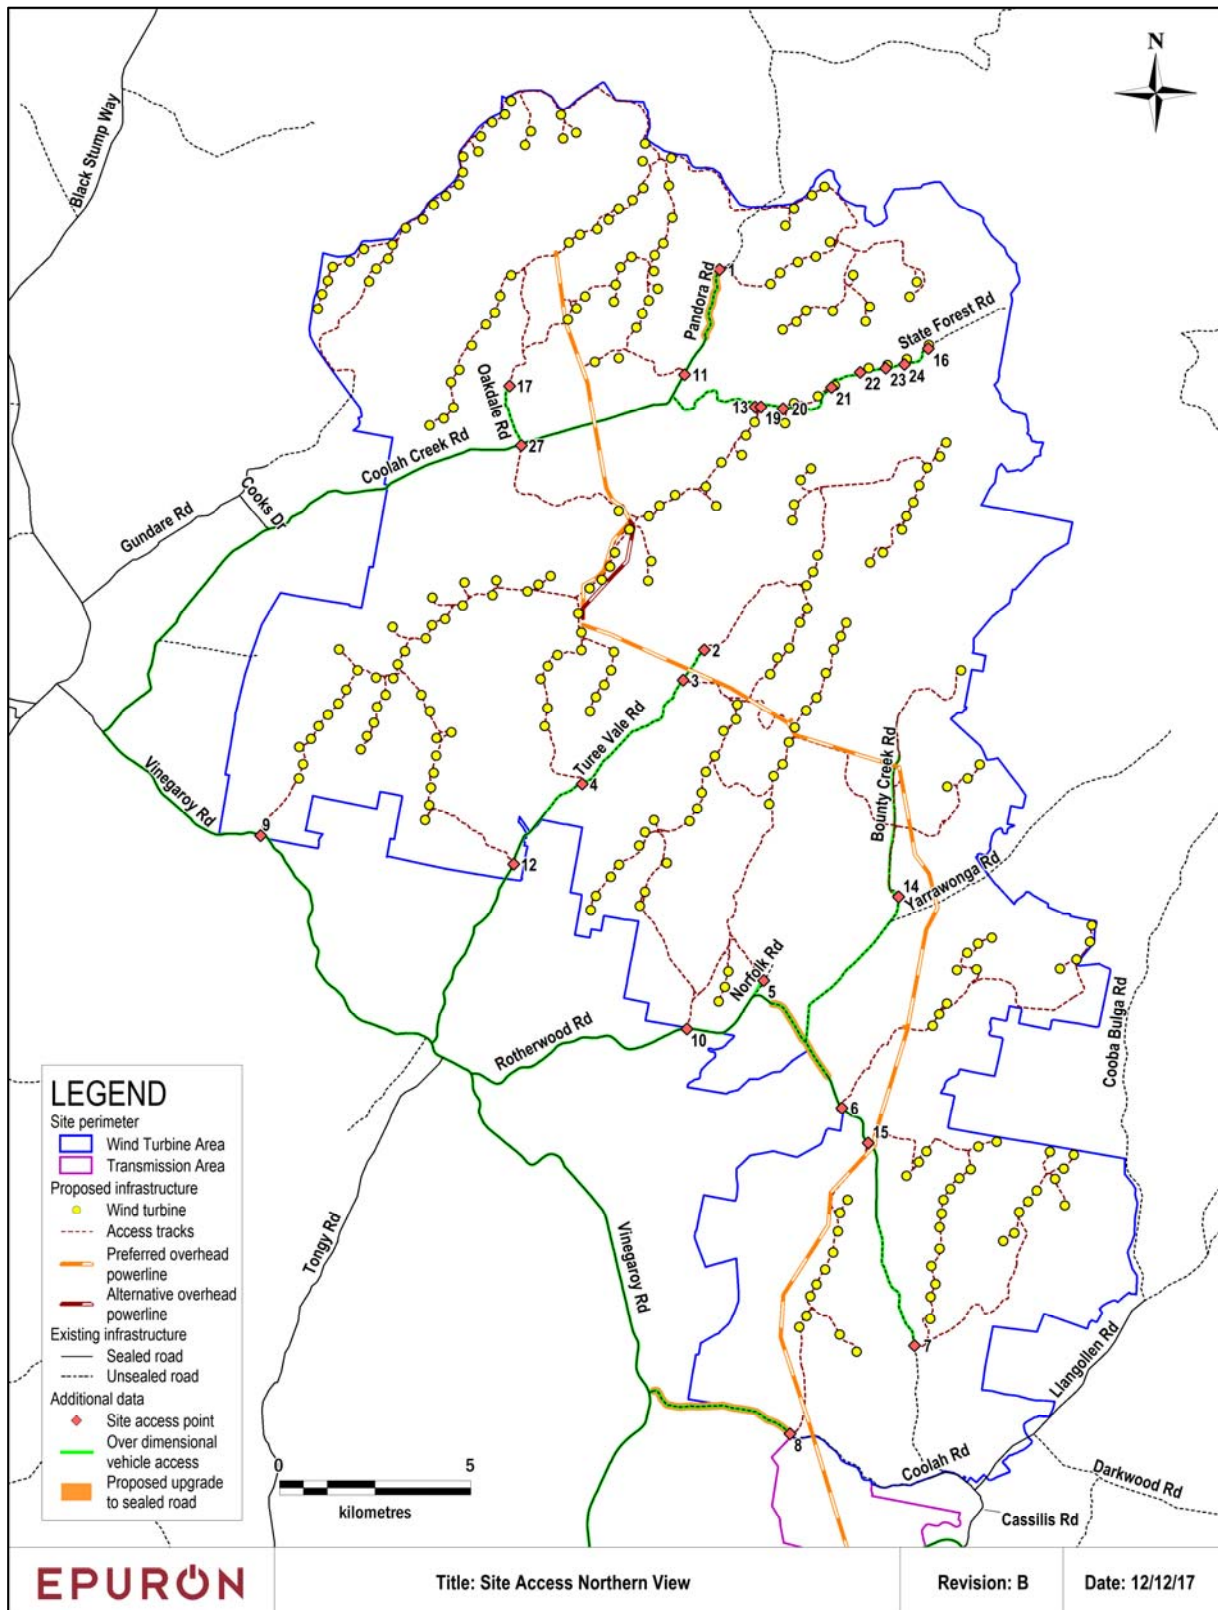 N
Black Stump Way
Pandora Rd
1
State Forest Rd
16
11
17
24
23
22
21
20
19
13
Oakdale Rd
27
Coolah Creek Rd
Cooks Dr
Gundare Rd
2
3
Turee Vale Rd
4
Bounty Creek Rd
Vinegaroy Rd
9
12
14
Yarrawonga Rd
Norfolk Rd
5
10
Rotherwood Rd
Cooba Bulga Rd
6
15
Tongy Rd
Vinegaroy Rd
7
Llangollen Rd
8
Coolah Rd
Darkwood Rd
Cassilis Rd
LEGEND
Site perimeter
Wind Turbine Area
Transmission Area
Proposed infrastructure
Wind turbine
Access tracks
Preferred overhead
powerline
Alternative overhead
powerline
Existing infrastructure
Sealed road
Unsealed road
Additional data
Site access point
Over dimensional
vehicle access
Proposed upgrade
to sealed road
0 5
kilometres
EPURON
Title: Site Access Northern View
Revision: B
Date: 12/12/17